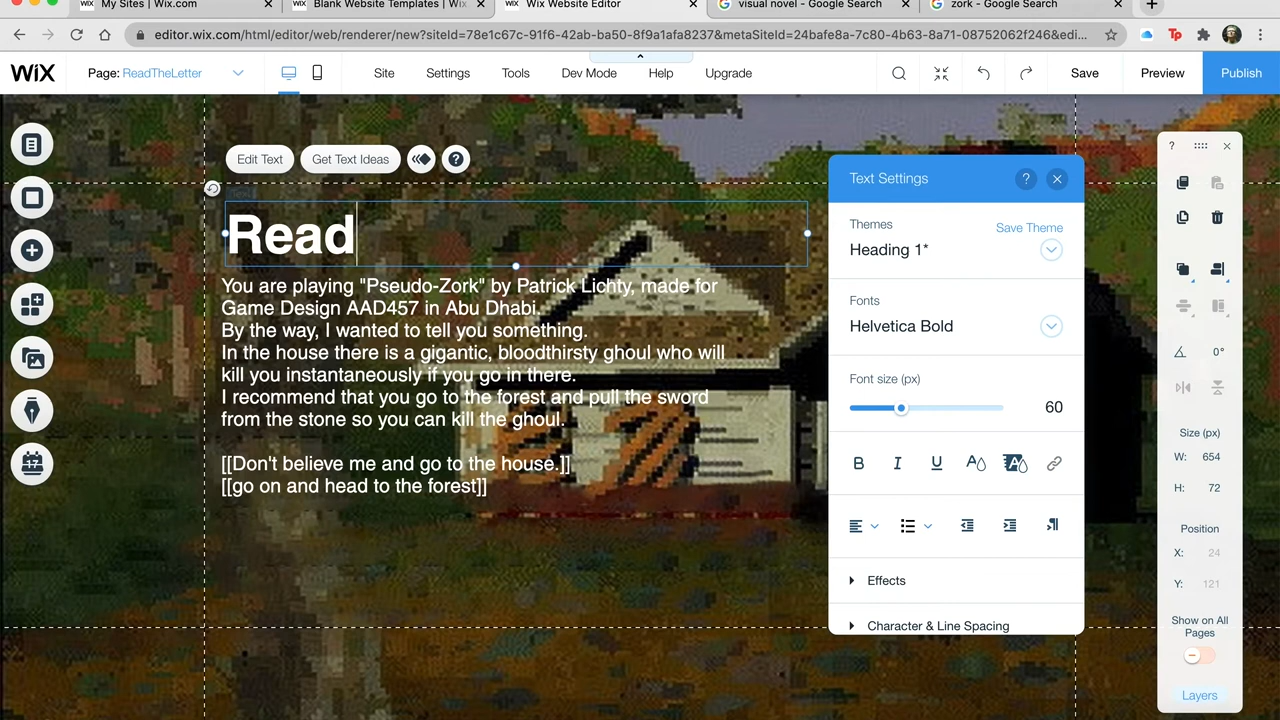 My Sites | Wix.com
Blank Website Templates | Wix
Wix Website Editor
visual novel - Google Search
zork - Google Search
editor.wix.com/html/editor/web/renderer/new?siteId=78e1c67c-91f6-42ab-ba50-8f9a1afa8237&metaSiteId=24bafe8a-7c80-4b63-8a71-08752062f246&edi...
WiX
Page: ReadTheLetter
Site
Settings
Tools
Dev Mode
Help
Upgrade
Save
Preview
Publish
Edit Text
Get Text Ideas
?
Read
You are playing "Pseudo-Zork" by Patrick Lichty, made for
Game Design AAD457 in Abu Dhabi.
By the way, I wanted to tell you something.
In the house there is a gigantic, bloodthirsty ghoul who will
kill you instantaneously if you go in there.
I recommend that you go to the forest and pull the sword
from the stone so you can kill the ghoul.
[[Don't believe me and go to the house.]]
[[go on and head to the forest]]
17
Text Settings
?
Themes
Save Theme
Heading 1*
Fonts
Helvetica Bold
Font size (px)
60
B
I
U
A
A
Effects
Character & Line Spacing
?
0°
Size (px)
W: 654
H: 72
Position
X: 24
Y: 121
Show on All
Pages
Layers